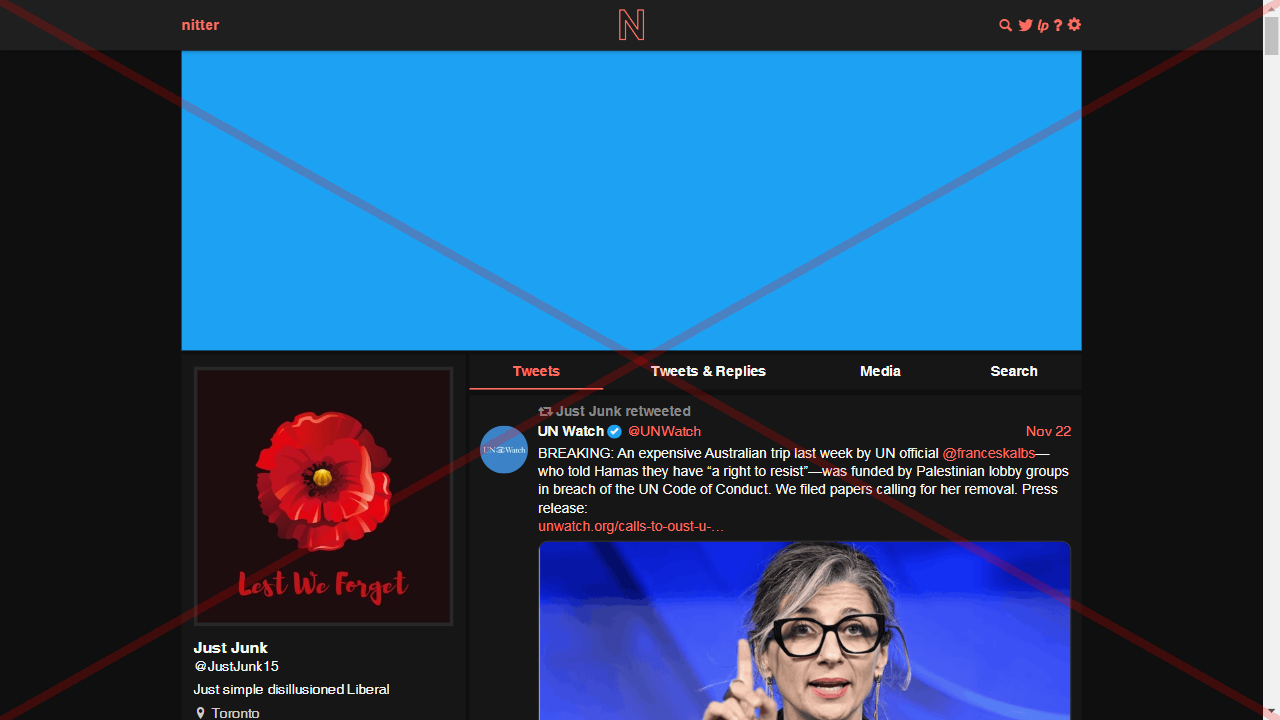 nitter
N
lp ?
Tweets
Tweets & Replies
Media
Search
Just Junk retweeted
UN Watch @UNWatch
Nov 22
UN Watch
BREAKING: An expensive Australian trip last week by UN official @franceskalbs—
who told Hamas they have “a right to resist”—was funded by Palestinian lobby groups
in breach of the UN Code of Conduct. We filed papers calling for her removal. Press
release:
unwatch.org/calls-to-oust-u-…
Lest We Forget
Just Junk
@JustJunk15
Just simple disillusioned Liberal
Toronto